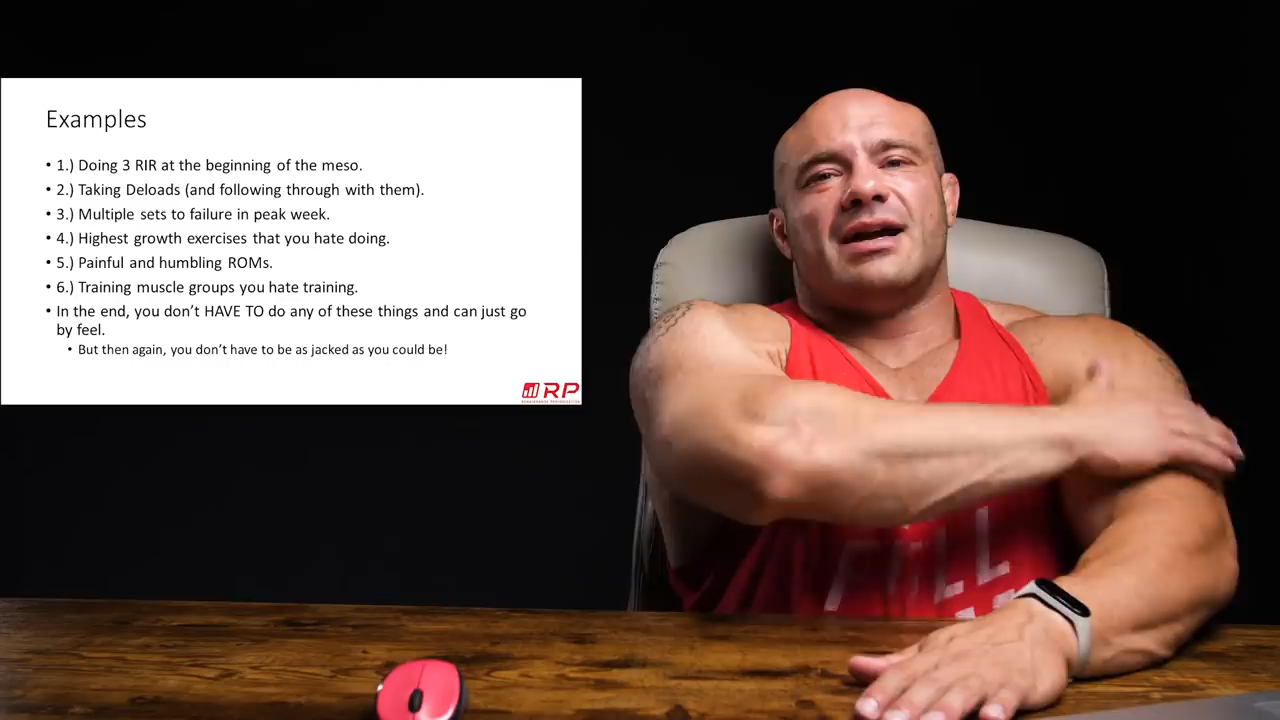 Examples
• 1.) Doing 3 RIR at the beginning of the meso.
• 2.) Taking Deloads (and following through with them).
• 3.) Multiple sets to failure in peak week.
• 4.) Highest growth exercises that you hate doing.
• 5.) Painful and humbling ROMs.
• 6.) Training muscle groups you hate training.
• In the end, you don't HAVE TO do any of these things and can just go
by feel.
• But then again, you don't have to be as jacked as you could be!
RP
RENAISSANCE PERIODIZATION
FULL